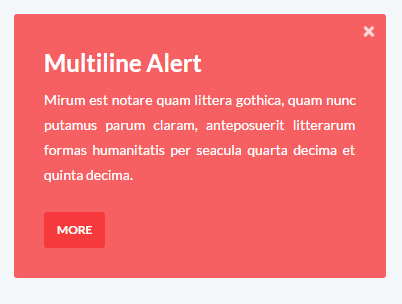 Multiline Alert
Mirum est notare quam littera gothica, quam nunc
putamus parum claram, anteposuerit litterarum
formas humanitatis per seacula quarta decima et
quinta decima.
MORE